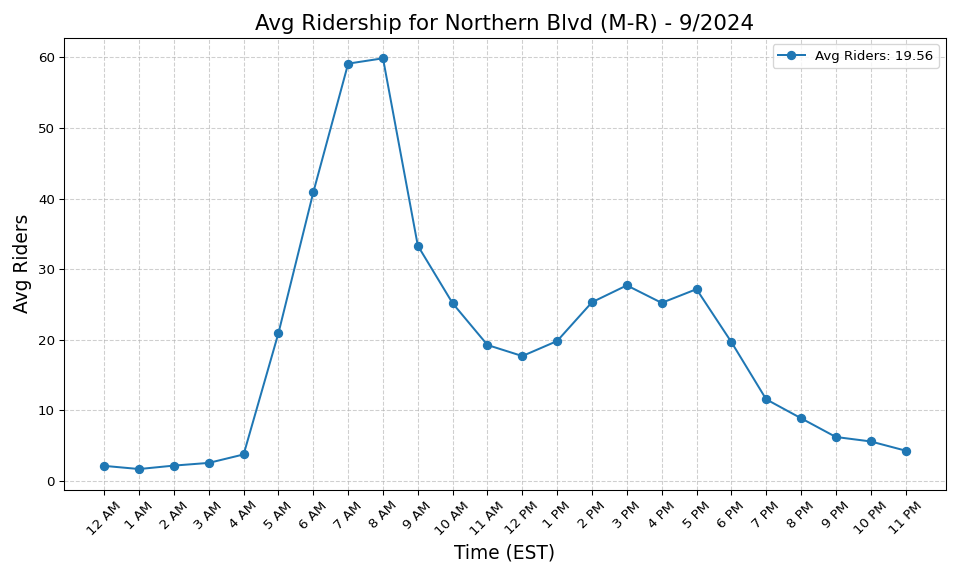 Avg Ridership for Northern Blvd (M-R) - 9/2024
Avg Riders: 19.56
Avg Riders
60
50
40
30
20
10
0
12 AM
1 AM
2 AM
3 AM
4 AM
5 AM
6 AM
7 AM
8 AM
9 AM
10 AM
11 AM
12 PM
1 PM
2 PM
3 PM
4 PM
5 PM
6 PM
7 PM
8 PM
9 PM
10 PM
11 PM
Time (EST)